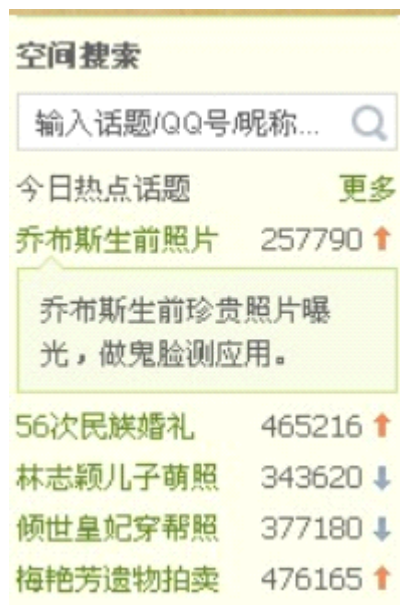 空间搜索
输入话题/QQ号/昵称...
今日热点话题 更多
乔布斯生前照片 257790
乔布斯生前珍贵照片曝
光，做鬼脸测应用。
56次民族婚礼 465216
林志颖儿子萌照 343620
倾世皇妃穿帮照 377180
梅艳芳遗物拍卖 476165